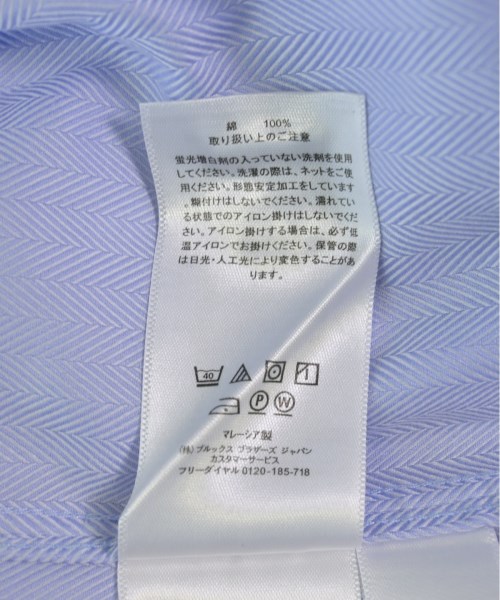 綿 100%
取り扱い上のご注意
蛍光増白剤の入っていない洗剤を使用
してください。洗濯の際は、ネットをご使
用ください。形態安定加工をしています
。糊付けはしないでください。濡れてい
る状態でのアイロン掛けはしないでくだ
さい。アイロン掛けする場合は、必ず低
温アイロンでお掛けください。保管の際
は日光・人工光により変色することがあ
ります。
40
P W
マレーシア製
(株) ブルックス ブラザーズ ジャパン
カスタマーサービス
フリーダイヤル 0120-185-718